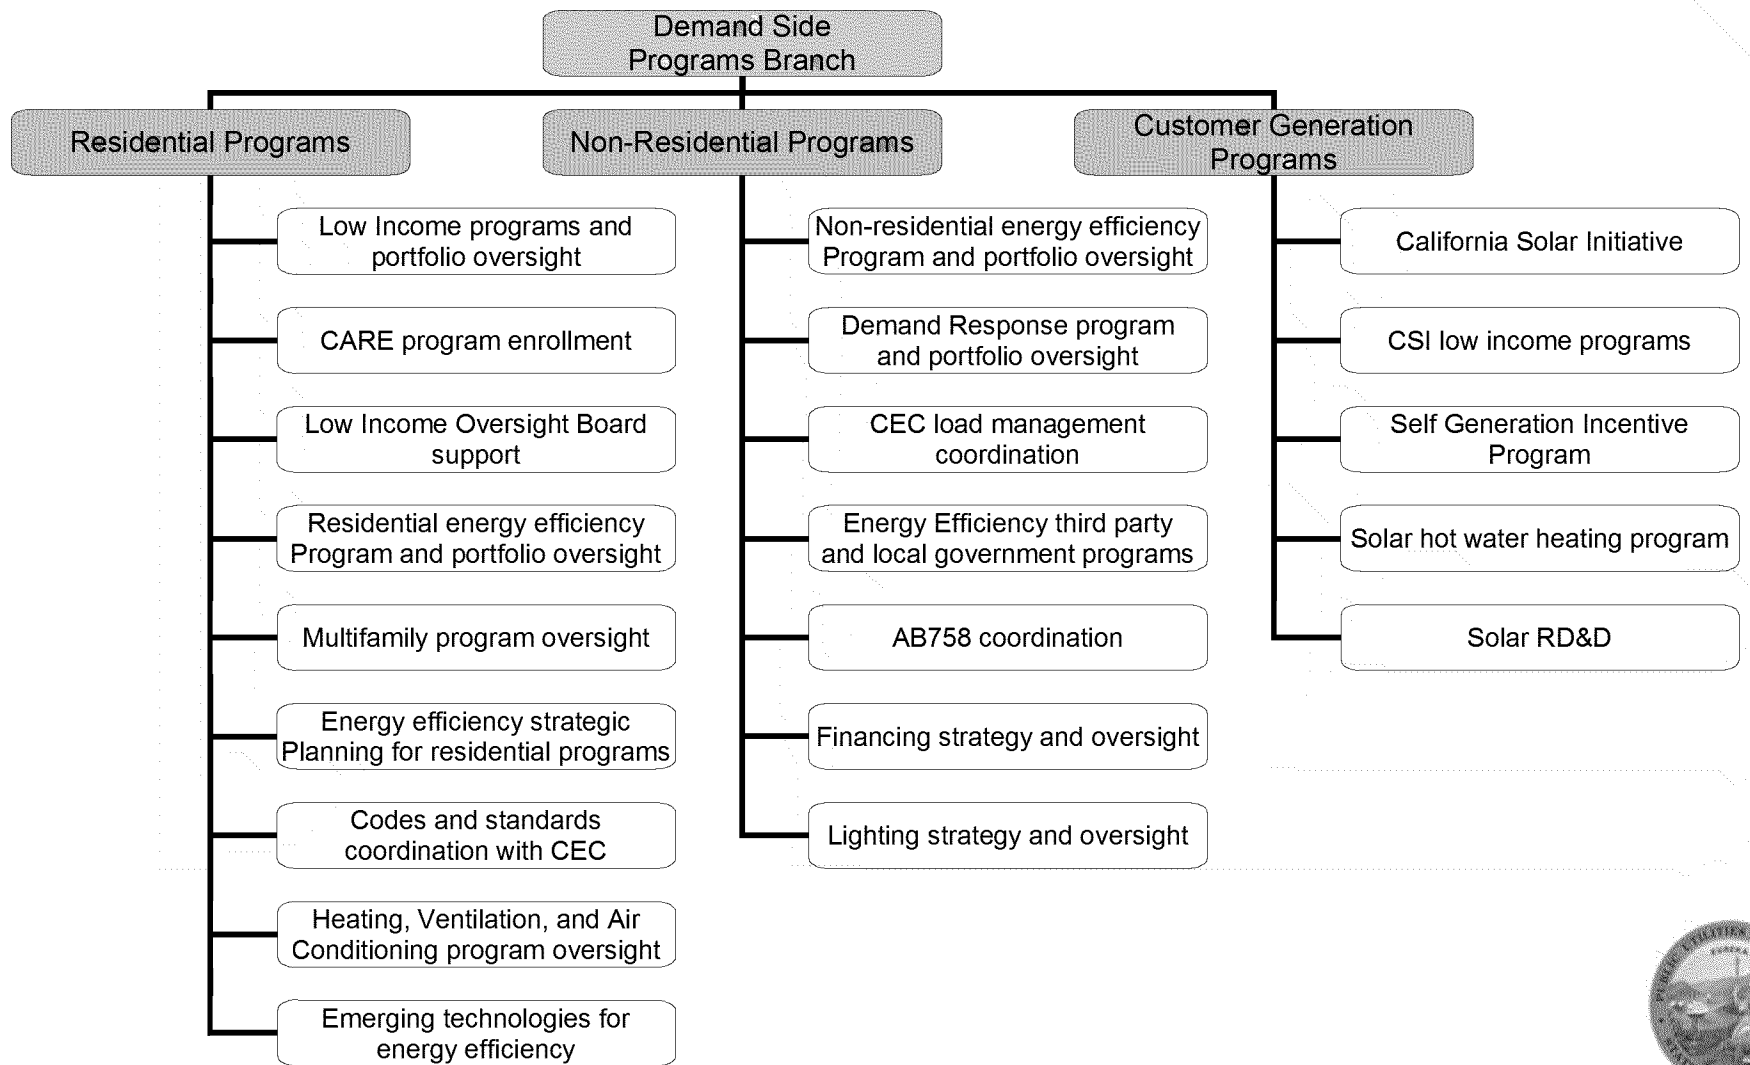 Demand Side
Programs Branch
Residential Programs
Non-Residential Programs
Customer Generation
Programs
Low Income programs and
portfolio oversight
CARE program enrollment
Low Income Oversight Board
support
Residential energy efficiency
Program and portfolio oversight
Multifamily program oversight
Energy efficiency strategic
Planning for residential programs
Codes and standards
coordination with CEC
Heating, Ventilation, and Air
Conditioning program oversight
Emerging technologies for
energy efficiency
Non-residential energy efficiency
Program and portfolio oversight
Demand Response program
and portfolio oversight
CEC load management
coordination
Energy Efficiency third party
and local government programs
AB758 coordination
Financing strategy and oversight
Lighting strategy and oversight
California Solar Initiative
CSI low income programs
Self Generation Incentive
Program
Solar hot water heating program
Solar RD&D
PUBLIC UTILITIES